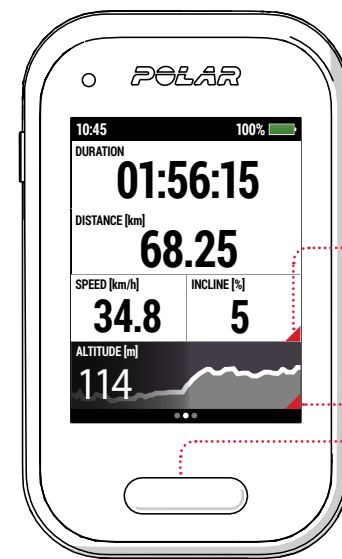 POLAR
10:45 100%
DURATION
01:56:15
DISTANCE [km]
68.25
SPEED [km/h] INCLINE [%]
34.8 5
ALTITUDE [m]
114